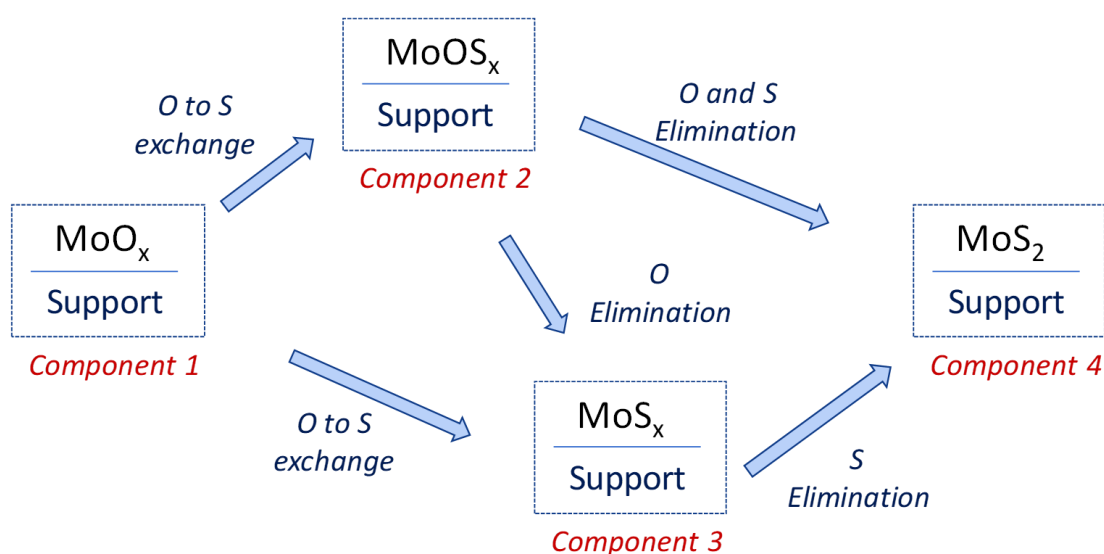 MoOₓ
Support
Component 1
O to S
exchange
MoOSₓ
Support
Component 2
O to S
exchange
O
Elimination
MoSₓ
Support
Component 3
O and S
Elimination
S
Elimination
MoS₂
Support
Component 4